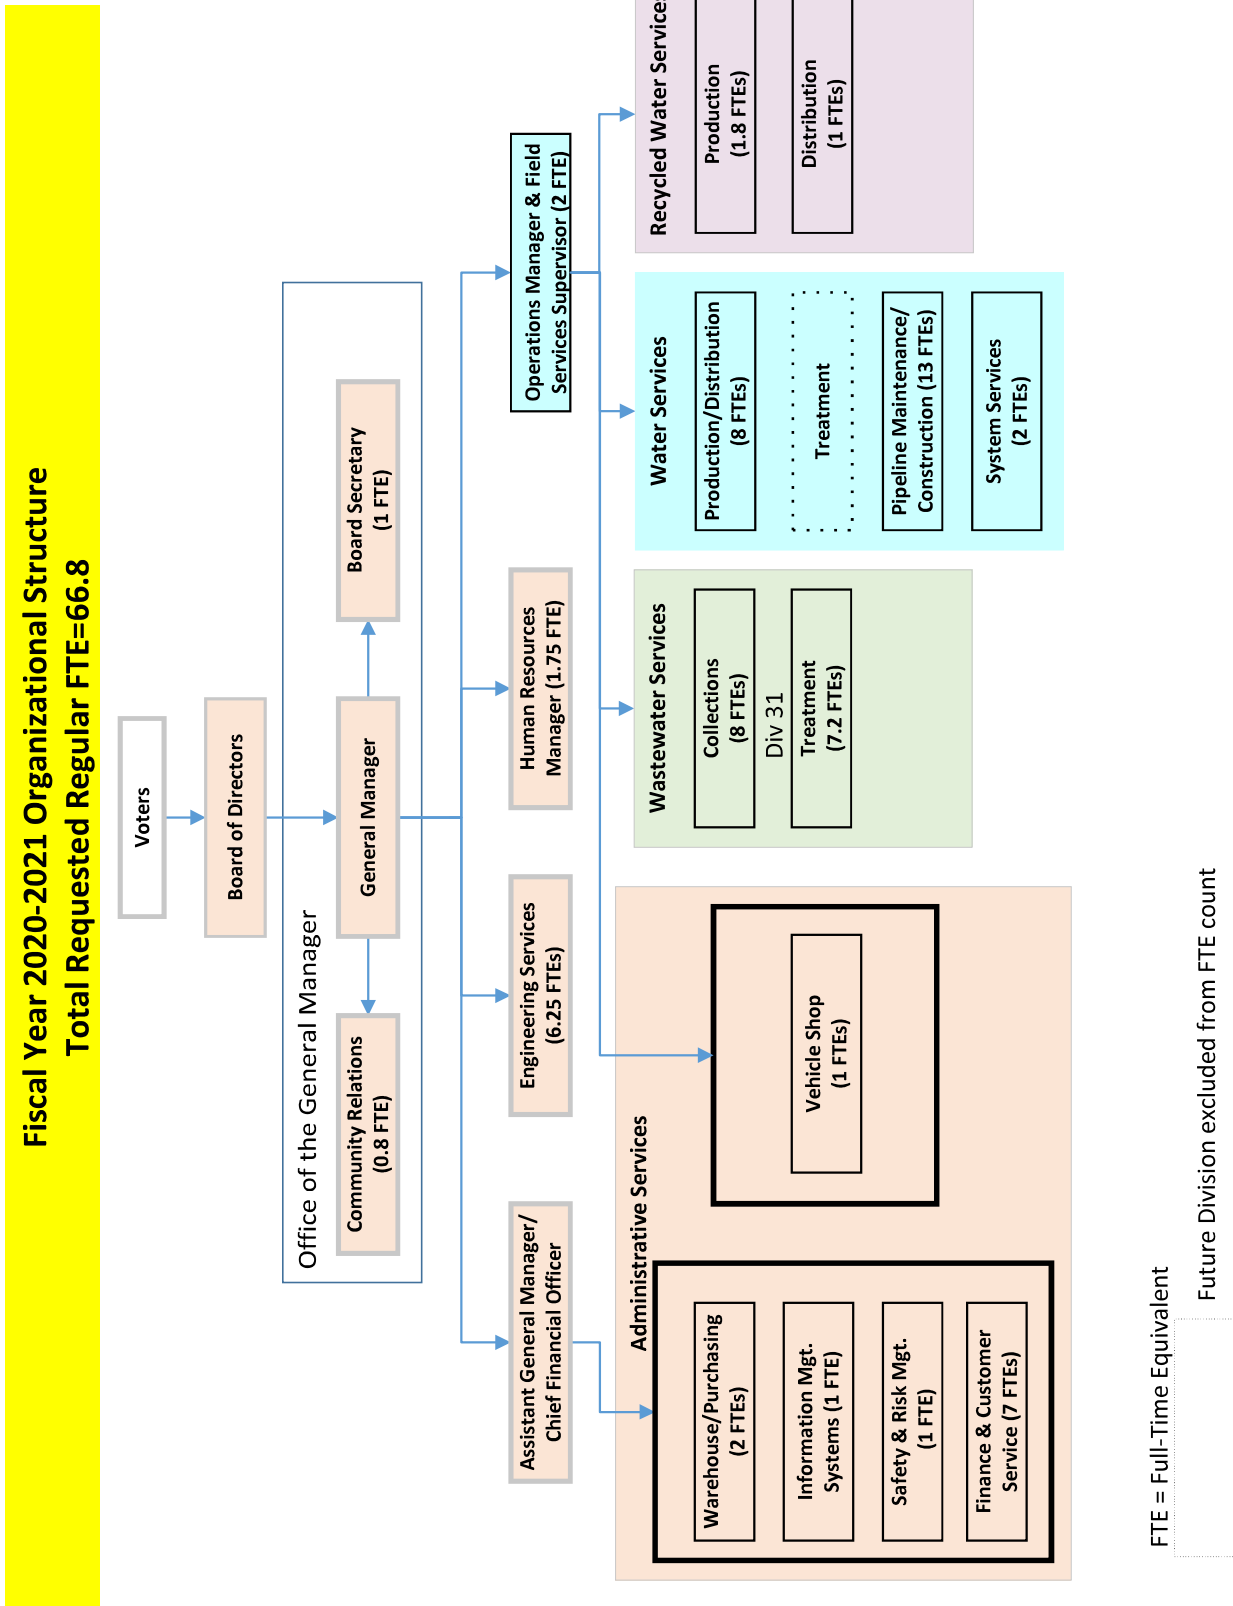 Fiscal Year 2020-2021 Organizational Structure
Total Requested Regular FTE=66.8
Voters
Board of Directors
Office of the General Manager
Community Relations
(0.8 FTE)
General Manager
Board Secretary
(1 FTE)
Assistant General Manager/
Chief Financial Officer
Engineering Services
(6.25 FTEs)
Human Resources
Manager (1.75 FTE)
Operations Manager & Field
Services Supervisor (2 FTE)
Administrative Services
Warehouse/Purchasing
(2 FTEs)
Information Mgt.
Systems (1 FTE)
Safety & Risk Mgt.
(1 FTE)
Finance & Customer
Service (7 FTEs)
Vehicle Shop
(1 FTEs)
Wastewater Services
Collections
(8 FTEs)
Div 31
Treatment
(7.2 FTEs)
Water Services
Production/Distribution
(8 FTEs)
Treatment
Pipeline Maintenance/
Construction (13 FTEs)
System Services
(2 FTEs)
Recycled Water Services
Production
(1.8 FTEs)
Distribution
(1 FTEs)
FTE = Full-Time Equivalent
Future Division excluded from FTE count